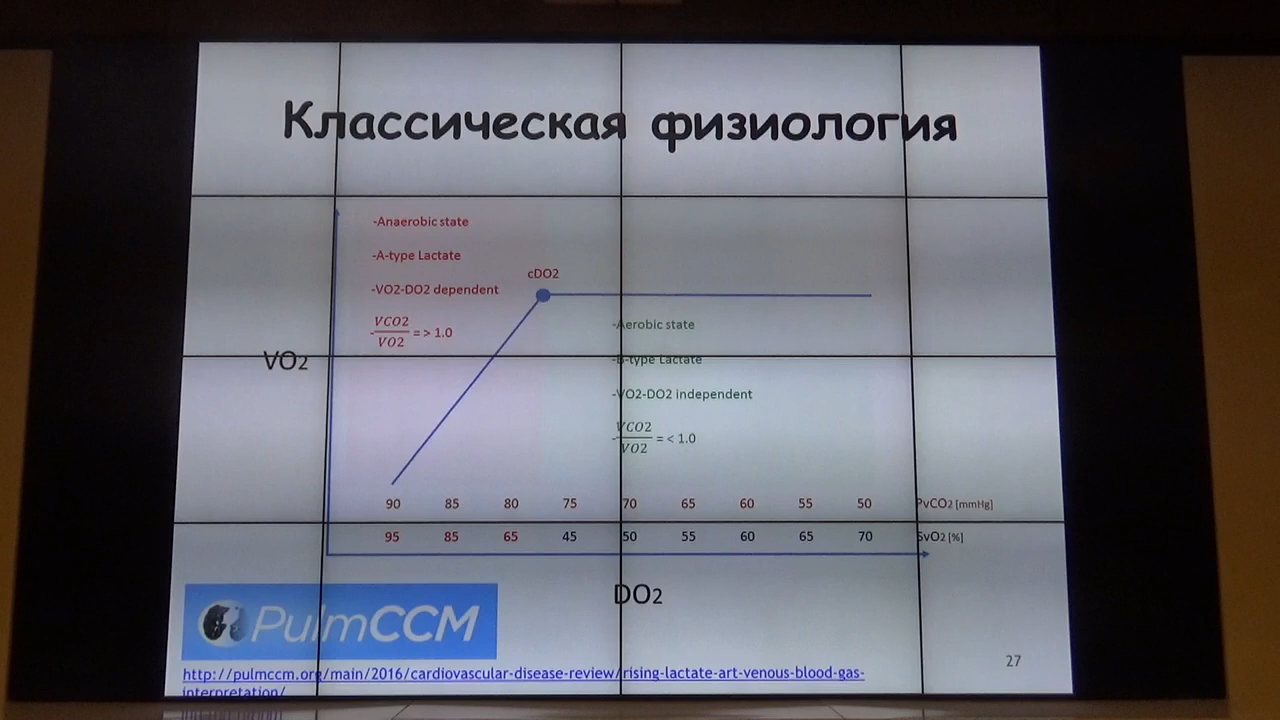 Классическая физиология
-Anaerobic state
-A-type Lactate
cDO2
-VO2-DO2 dependent
-VCO2/VO2 = > 1.0
-Aerobic state
VO2
-B-type Lactate
-VO2-DO2 independent
-VCO2/VO2 = < 1.0
90 85 80 75 70 65 60 55 50 PvCO2 [mmHg]
95 85 65 45 50 55 60 65 70 SvO2 [%]
DO2
PulmCCM
27
http://pulmccm.org/main/2016/cardiovascular-disease-review/rising-lactate-art-venous-blood-gas-
interpretation/